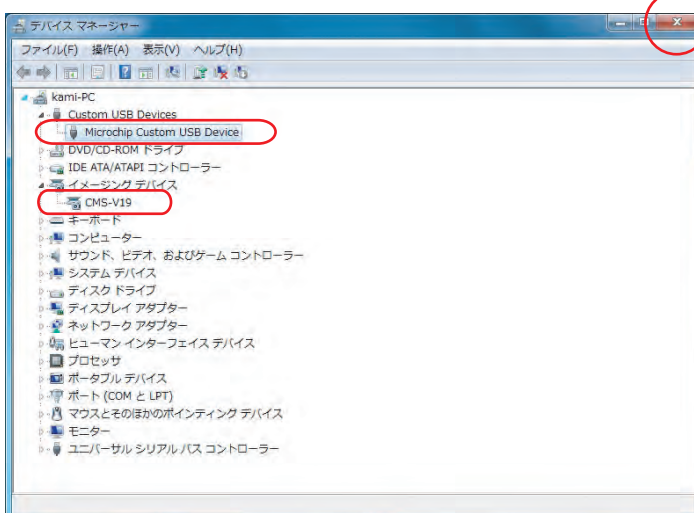 デバイス マネージャー
ファイル(F) 操作(A) 表示(V) ヘルプ(H)
kami-PC
Custom USB Devices
Microchip Custom USB Device
DVD/CD-ROM ドライブ
IDE ATA/ATAPI コントローラー
イメージング デバイス
CMS-V19
キーボード
コンピューター
サウンド、ビデオ、およびゲーム コントローラー
システム デバイス
ディスク ドライブ
ディスプレイ アダプター
ネットワーク アダプター
ヒューマン インターフェイス デバイス
プロセッサ
ポータブル デバイス
ポート (COM と LPT)
マウスとそのほかのポインティング デバイス
モニター
ユニバーサル シリアル バス コントローラー